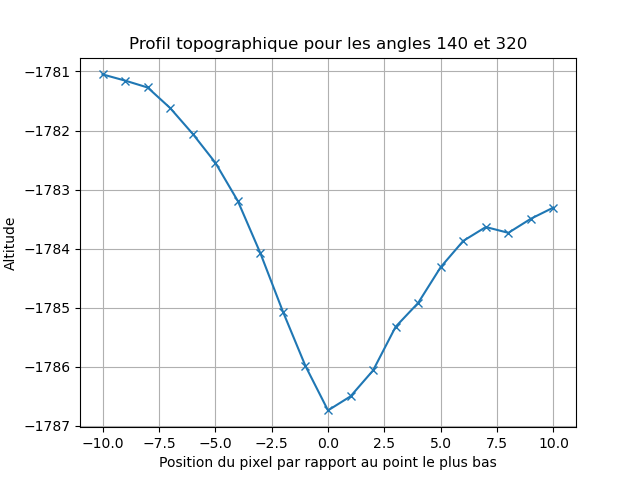 Profil topographique pour les angles 140 et 320
−1781
−1782
−1783
−1784
−1785
−1786
−1787
Altitude
−10.0 −7.5 −5.0 −2.5 0.0 2.5 5.0 7.5 10.0
Position du pixel par rapport au point le plus bas